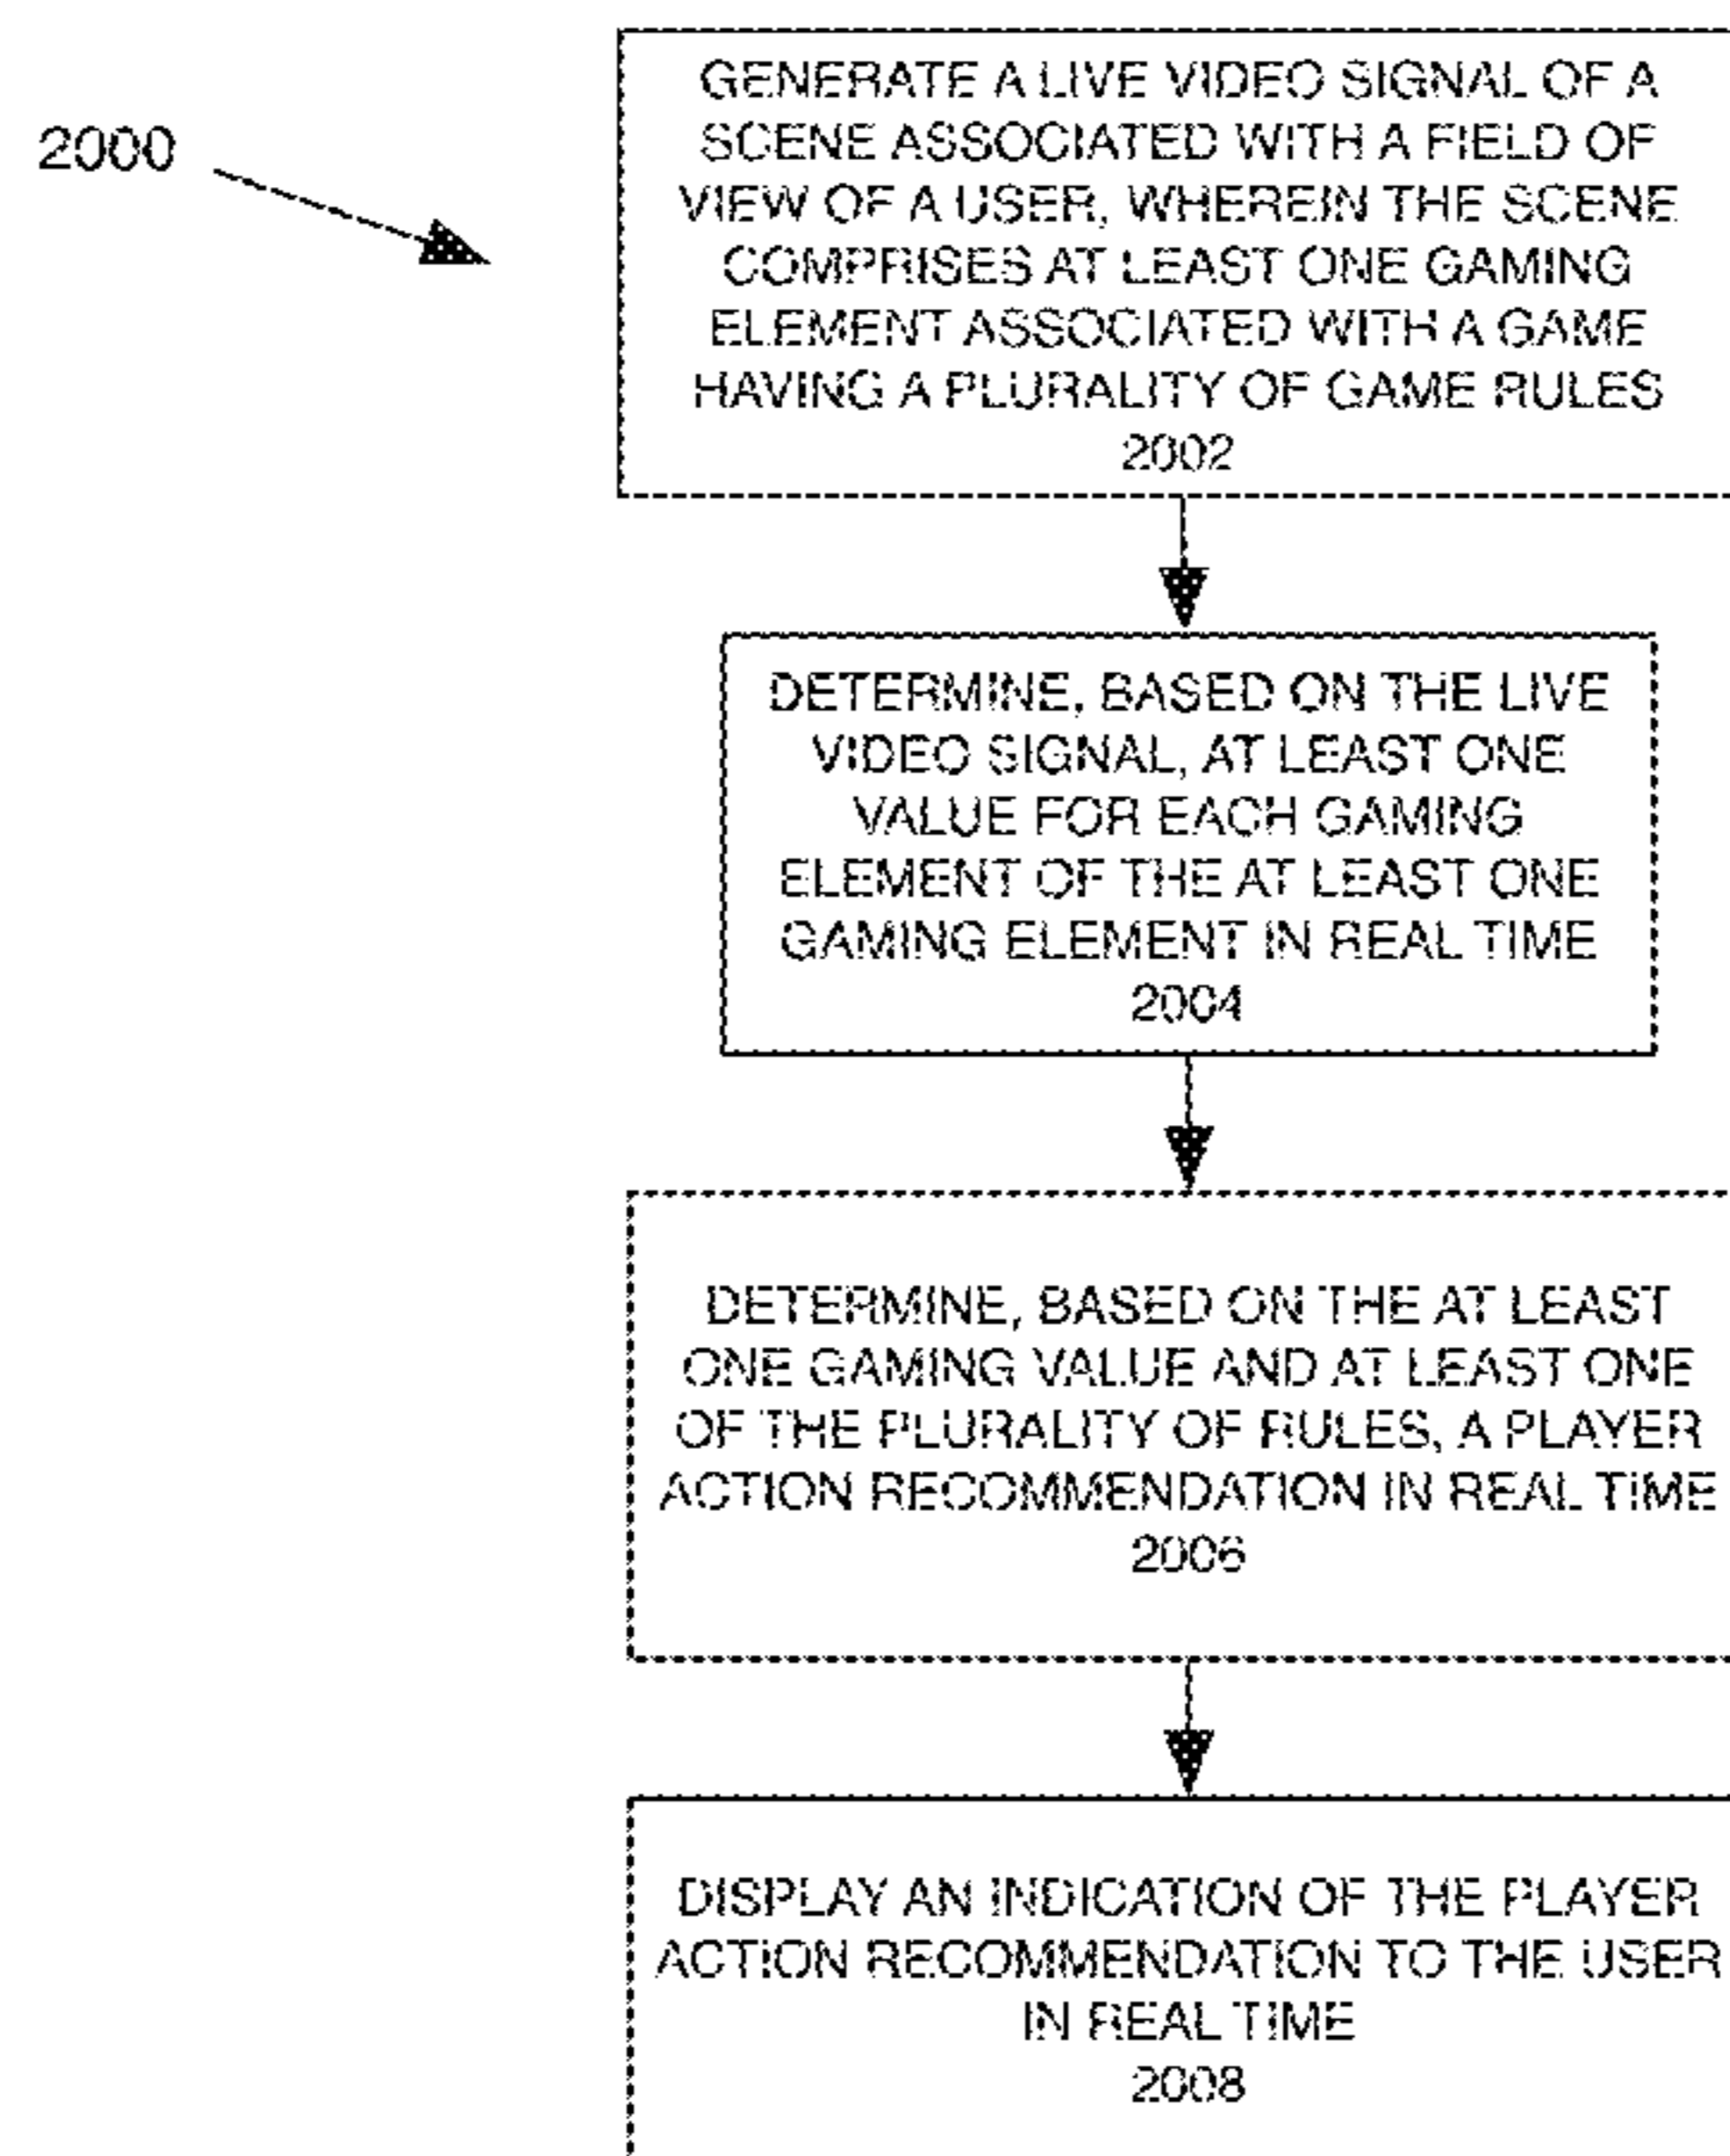 2000
GENERATE A LIVE VIDEO SIGNAL OF A
SCENE ASSOCIATED WITH A FIELD OF
VIEW OF A USER, WHEREIN THE SCENE
COMPRISES AT LEAST ONE GAMING
ELEMENT ASSOCIATED WITH A GAME
HAVING A PLURALITY OF GAME RULES
2002
DETERMINE, BASED ON THE LIVE
VIDEO SIGNAL, AT LEAST ONE
VALUE FOR EACH GAMING
ELEMENT OF THE AT LEAST ONE
GAMING ELEMENT IN REAL TIME
2004
DETERMINE, BASED ON THE AT LEAST
ONE GAMING VALUE AND AT LEAST ONE
OF THE PLURALITY OF RULES, A PLAYER
ACTION RECOMMENDATION IN REAL TIME
2006
DISPLAY AN INDICATION OF THE PLAYER
ACTION RECOMMENDATION TO THE USER
IN REAL TIME
2008